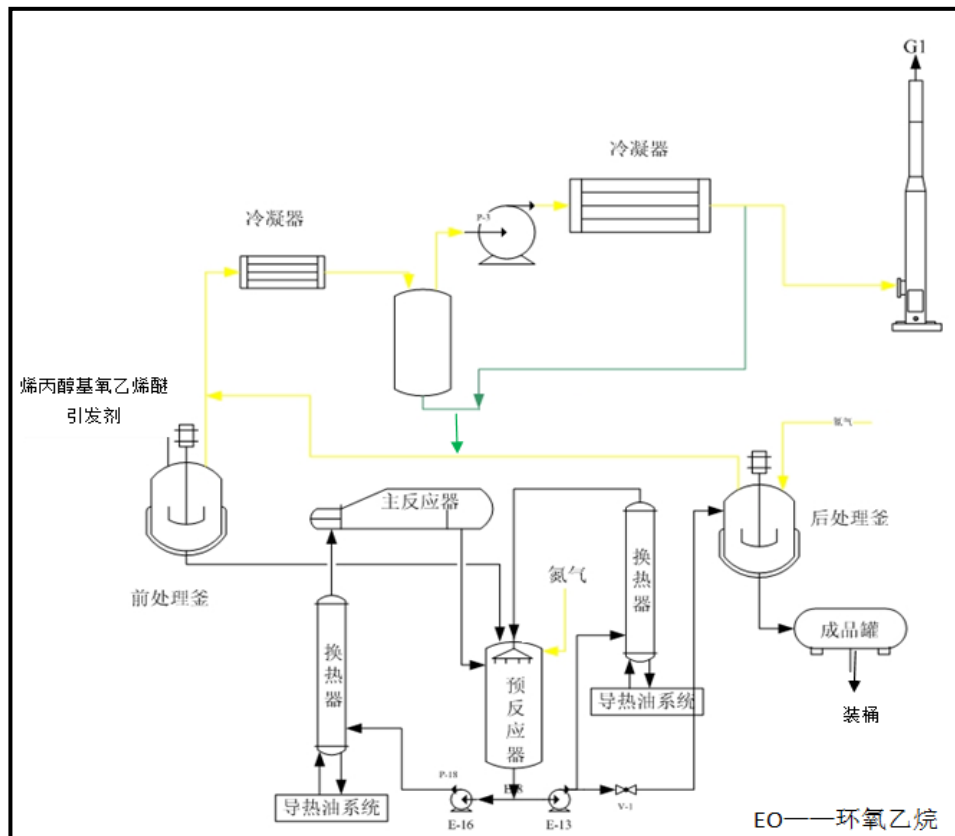 G1
冷凝器
冷凝器
P-3
烯丙醇基氧乙烯醚
引发剂
氮气
主反应器
后处理釜
换热器
氮气
前处理釜
换热器
预反应器
成品罐
导热油系统
装桶
P-18
V-1
导热油系统
E-16
E-13
EO——环氧乙烷